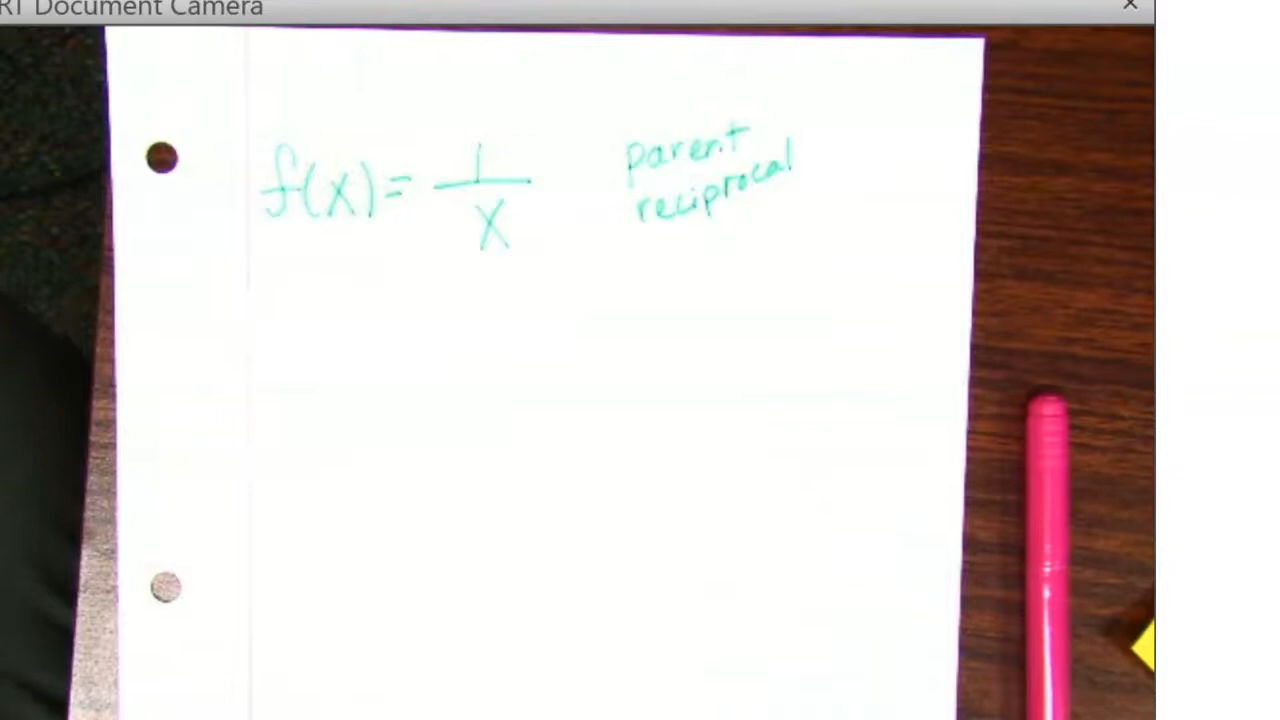 RT Document Camera
f(x) = 1/x
parent
reciprocal